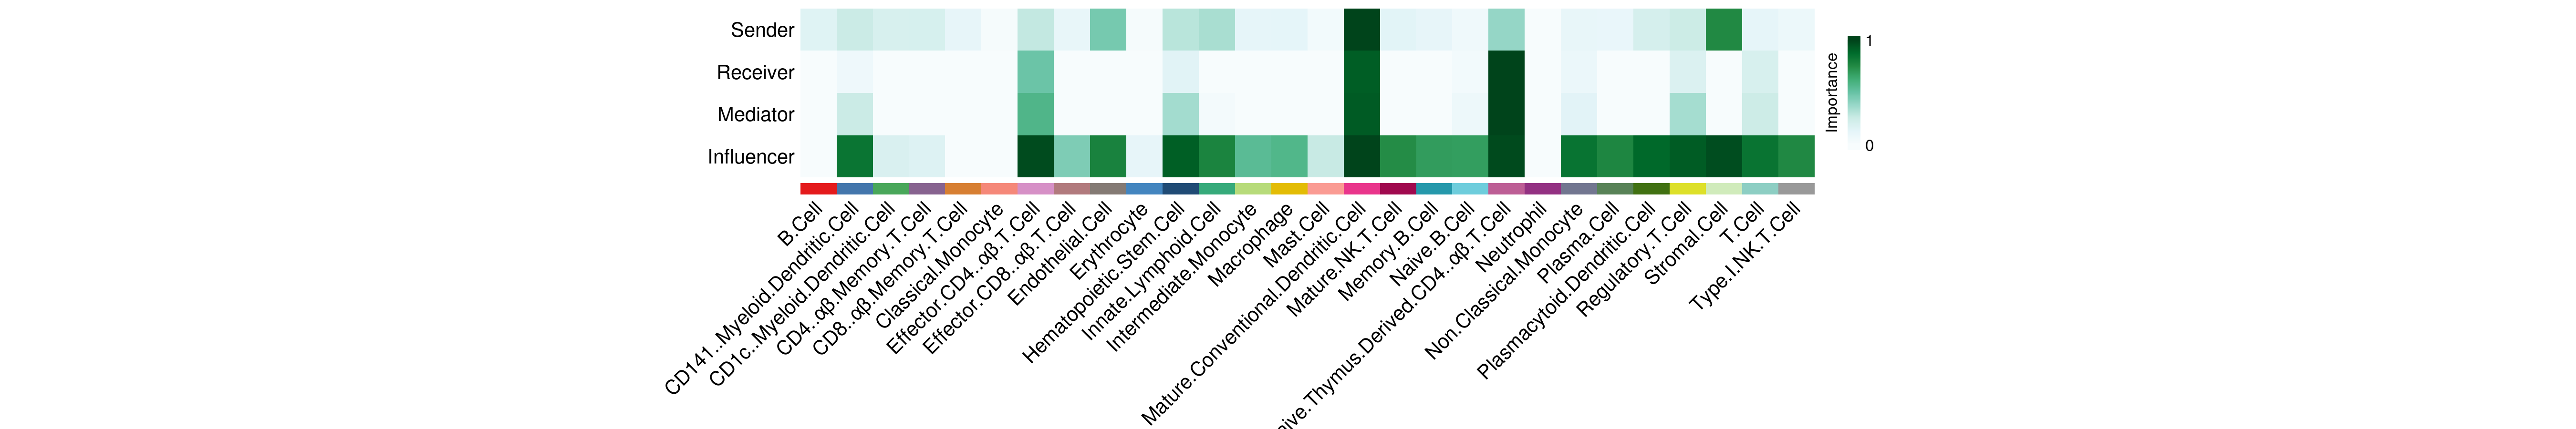 Sender
Receiver
Mediator
Influencer
Importance
1
0
B.Cell
CD141..Myeloid.Dendritic.Cell
CD1c..Myeloid.Dendritic.Cell
CD4..αβ.Memory.T.Cell
CD8..αβ.Memory.T.Cell
Classical.Monocyte
Effector.CD4..αβ.T.Cell
Effector.CD8..αβ.T.Cell
Endothelial.Cell
Erythrocyte
Hematopoietic.Stem.Cell
Innate.Lymphoid.Cell
Intermediate.Monocyte
Macrophage
Mast.Cell
Mature.Conventional.Dendritic.Cell
Mature.NK.T.Cell
Memory.B.Cell
Naive.B.Cell
ive.Thymus.Derived.CD4..αβ.T.Cell
Neutrophil
Non.Classical.Monocyte
Plasma.Cell
Plasmacytoid.Dendritic.Cell
Regulatory.T.Cell
Stromal.Cell
T.Cell
Type.I.NK.T.Cell